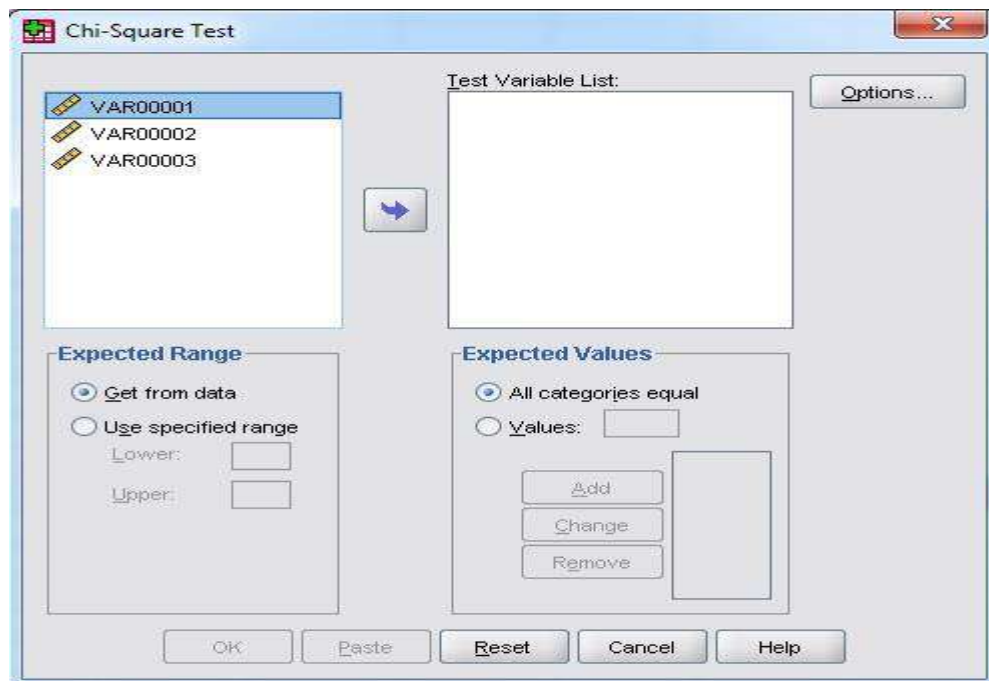 Chi-Square Test
Test Variable List:
VAR00001
VAR00002
VAR00003
Options...
Expected Range
Get from data
Use specified range
Lower:
Upper:
Expected Values
All categories equal
Values:
Add
Change
Remove
OK
Paste
Reset
Cancel
Help